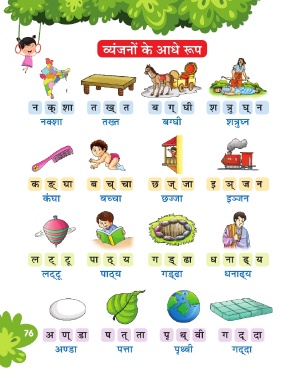 व्यंजनों के आधे रूप
न क् शा त ख् त ब ग् घी श त्रु घ् न
नक्शा तख्त बग्घी शत्रुघ्न
क ङ् घा ब च् चा छ ज् जा इ ञ् ज न
कंघा बच्चा छज्जा इञ्जन
ल ट् टू पा ठ् य ग ड् ढा ध ना ढ् य
लट्टू पाठ्य गड्ढा धनाढ्य
अ ण् डा प त् ता पृ थ् वी ग द् दा
अण्डा पत्ता पृथ्वी गद्दा
76